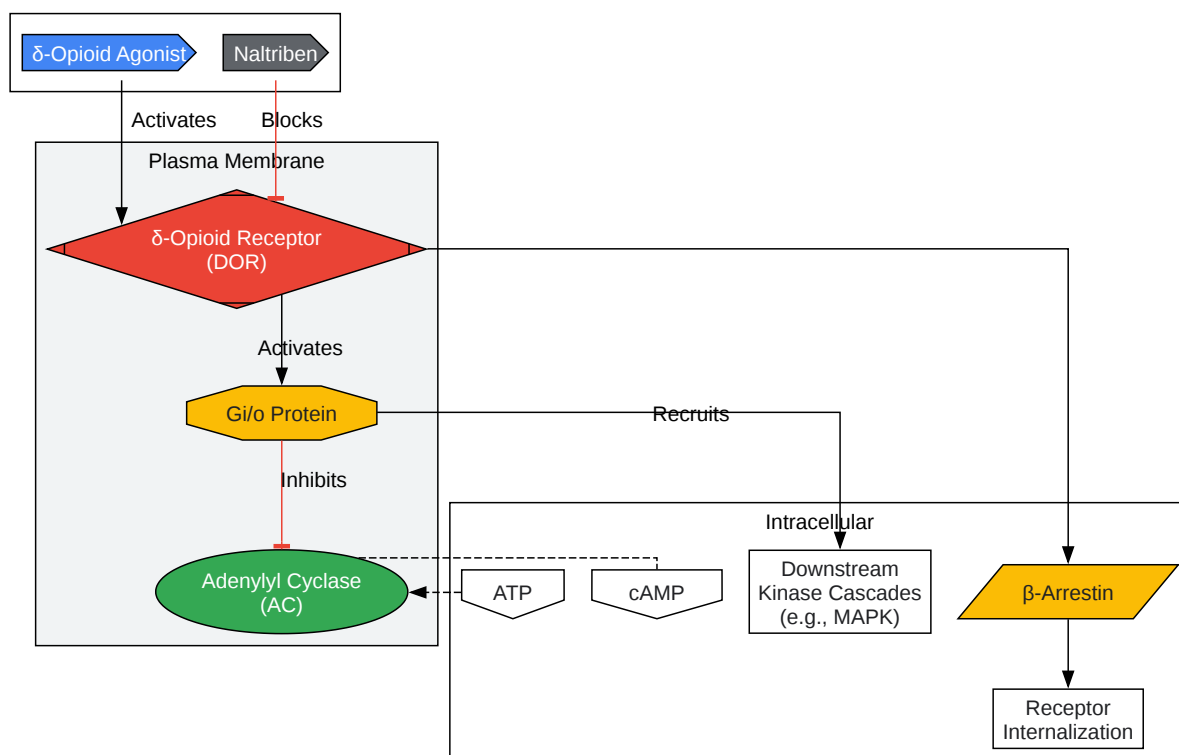 δ-Opioid Agonist
Naltriben
Activates
Blocks
Plasma Membrane
δ-Opioid Receptor
(DOR)
Activates
Gi/o Protein
Recruits
Inhibits
Intracellular
Adenylyl Cyclase
(AC)
ATP
cAMP
Downstream
Kinase Cascades
(e.g., MAPK)
β-Arrestin
Receptor
Internalization